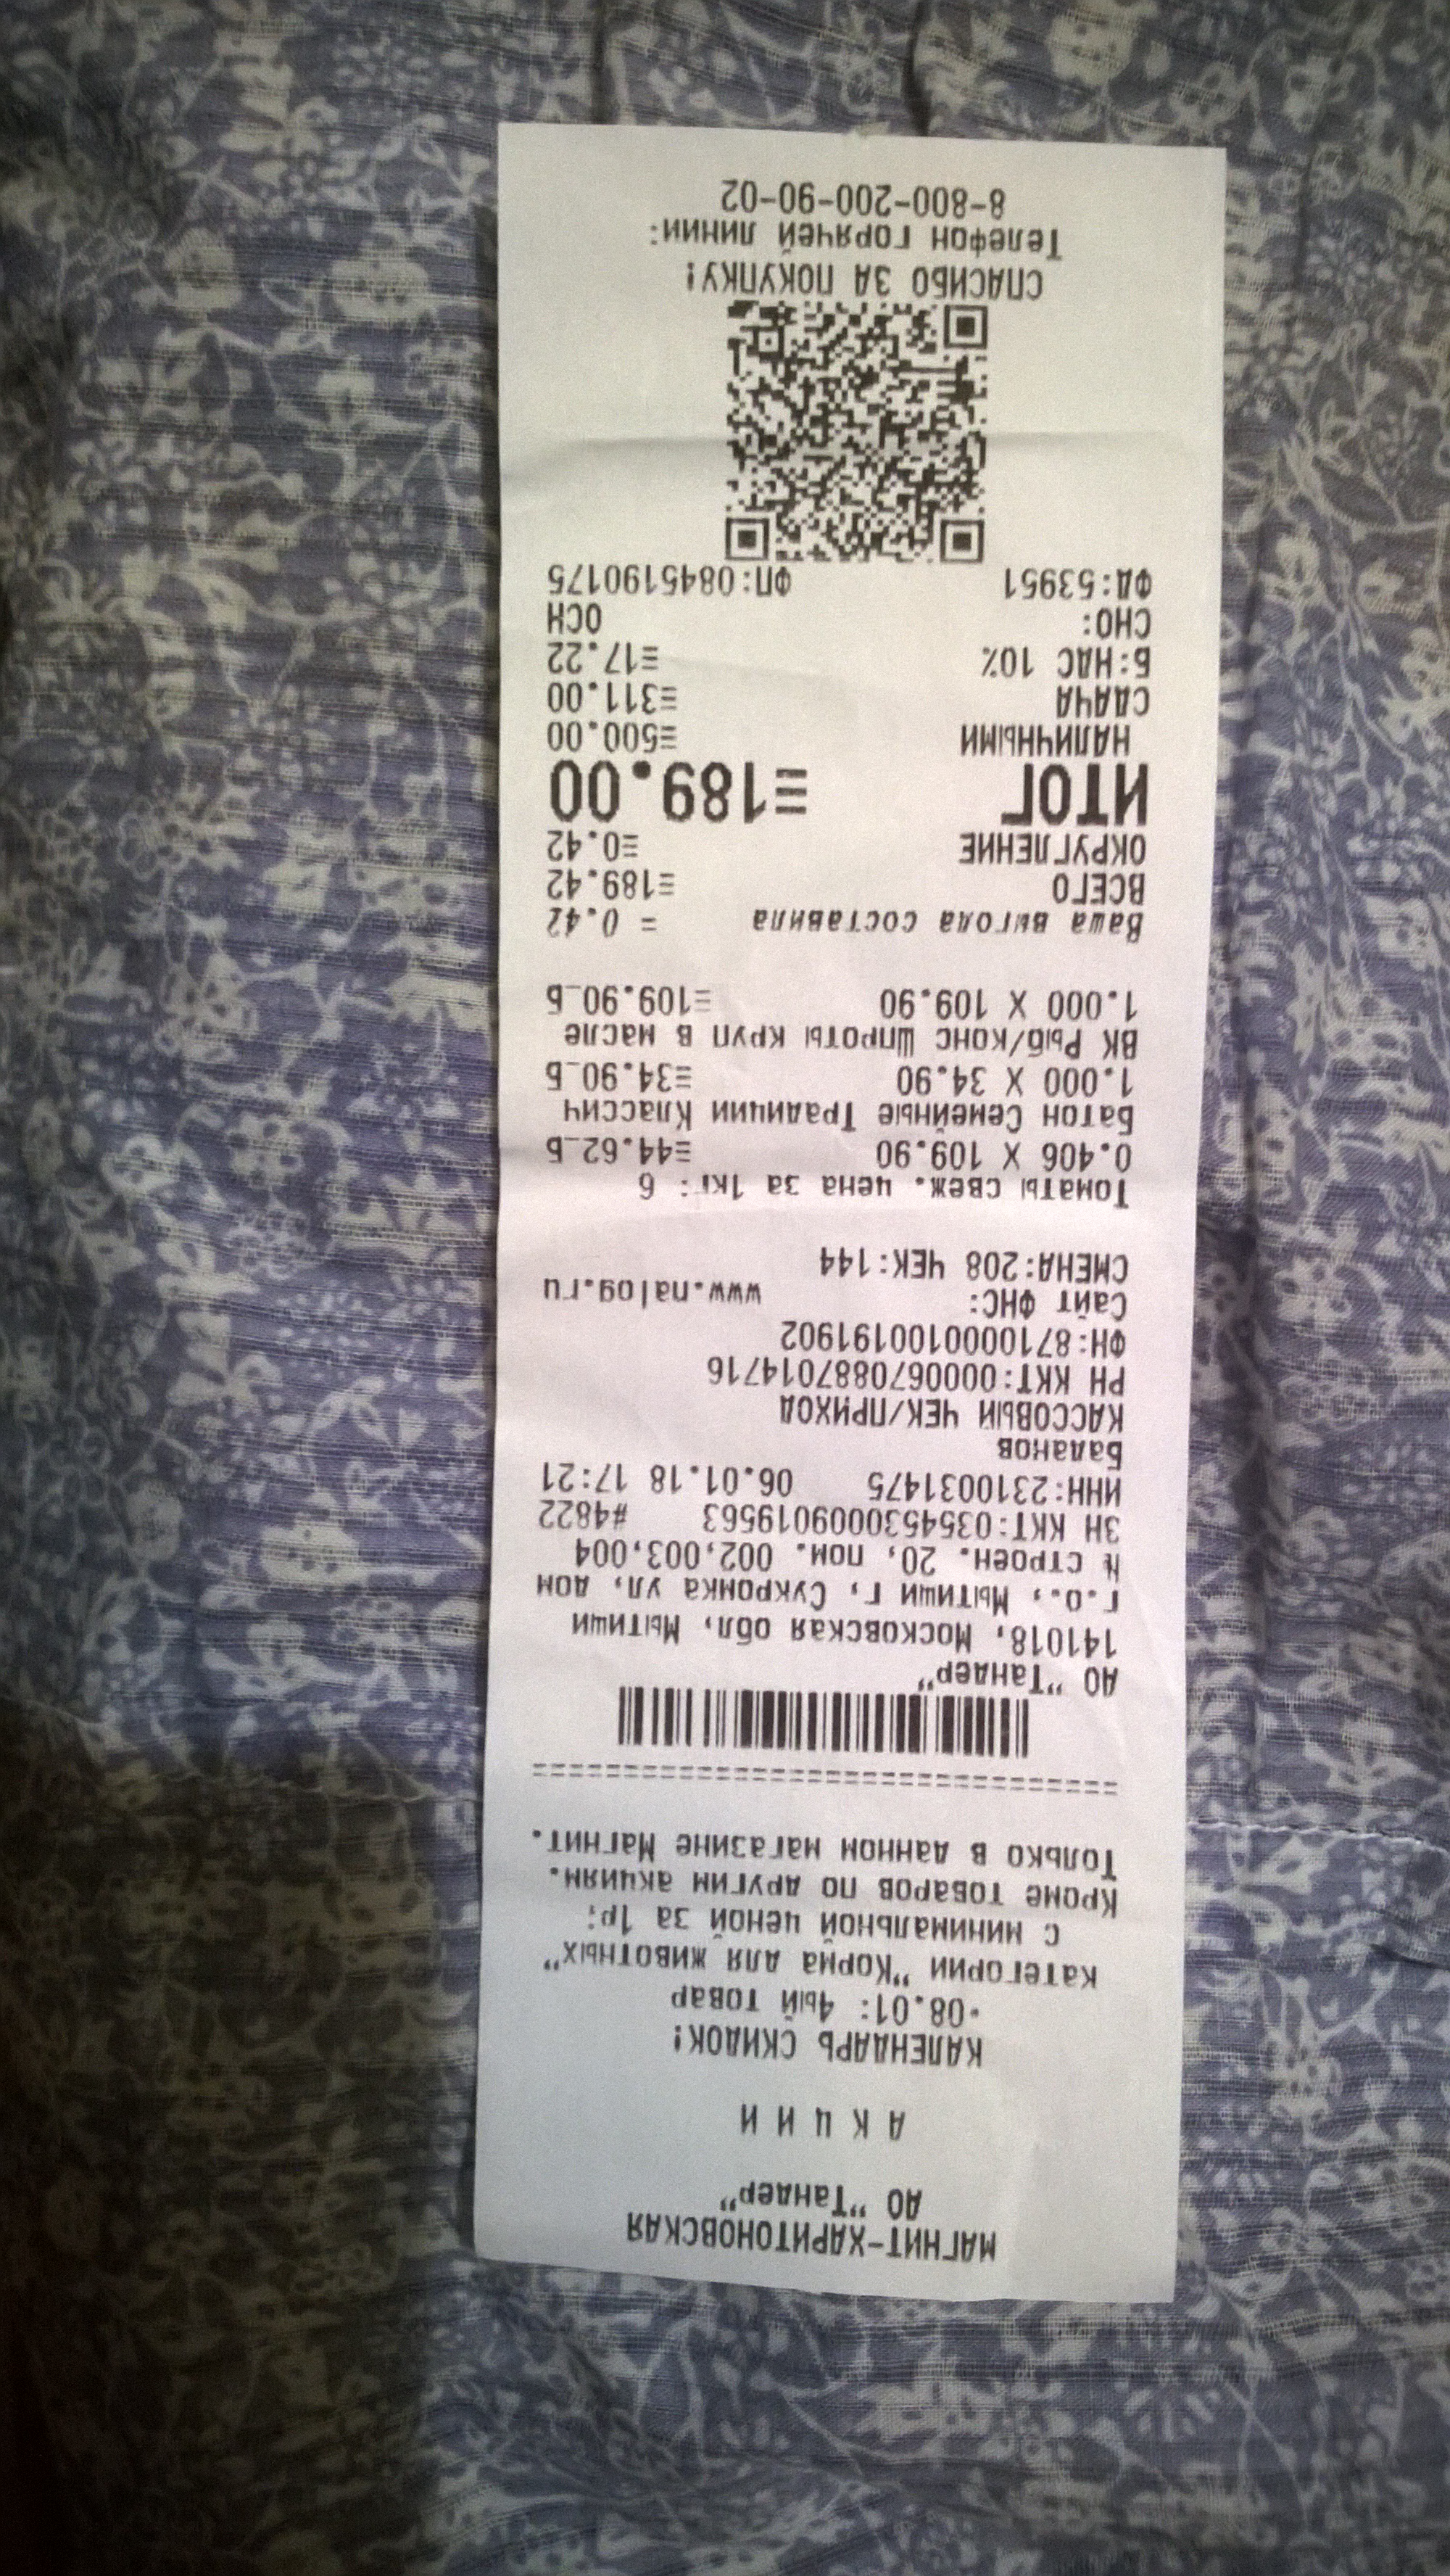 МАГНИТ-ХАРИТОНОВСКАЯ
АО "Тандер"
А К Ц И И
КАЛЕНДАРЬ СКИДОК!
·08.01: 4ый товар
категории "Корма для животных"
с минимальной ценой за 1р;
Кроме товаров по другим акциям.
Только в данном магазине Магнит.
================================
АО "Тандер"
141018, Московская обл, Мытищи
г.о., Мытищи г, Сукромка ул, дом
№ строен. 20, пом. 002,003,004
ЗН ККТ:0354530009019563 #4822
ИНН:2310031475 06.01.18 17:21
Баданов
КАССОВЫЙ ЧЕК/ПРИХОД
РН ККТ:0000670887014716
ФН:8710000100191902
Сайт ФНС: www.nalog.ru
СМЕНА:208 ЧЕК:144
Томаты свеж. цена за 1кг: 6
0.406 X 109.90 ≡44.62_Б
Батон Семейные Традиции Классич
1.000 X 34.90 ≡34.90_Б
ВК Рыб/конс Шпроты круп в масле
1.000 X 109.90 ≡109.90_Б
Ваша выгода составила = 0.42
ВСЕГО ≡189.42
ОКРУГЛЕНИЕ ≡0.42
ИТОГ ≡189.00
НАЛИЧНЫМИ ≡500.00
СДАЧА ≡311.00
Б:НДС 10% ≡17.22
СНО: ОСН
ФД:53951 ФП:0845190175
СПАСИБО ЗА ПОКУПКУ!
Телефон горячей линии:
8-800-200-90-02